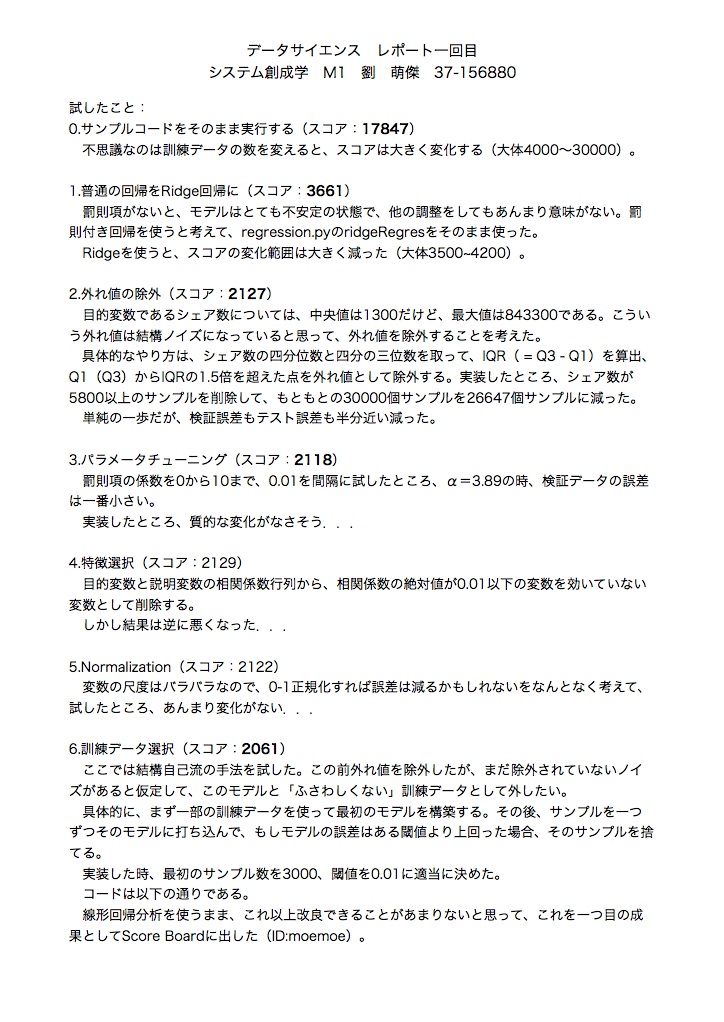 データサイエンス　レポート一回目
システム創成学　M1　劉　萌傑　37-156880
試したこと：
0.サンプルコードをそのまま実行する（スコア：17847）
不思議なのは訓練データの数を変えると、スコアは大きく変化する（大体4000〜30000）。
1.普通の回帰をRidge回帰に（スコア：3661）
罰則項がないと、モデルはとても不安定の状態で、他の調整をしてもあんまり意味がない。罰
則付き回帰を使うと考えて、regression.pyのridgeRegresをそのまま使った。
Ridgeを使うと、スコアの変化範囲は大きく減った（大体3500~4200）。
2.外れ値の除外（スコア：2127）
目的変数であるシェア数については、中央値は1300だけど、最大値は843300である。こうい
う外れ値は結構ノイズになっていると思って、外れ値を除外することを考えた。
具体的なやり方は、シェア数の四分位数と四分の三位数を取って、IQR（ = Q3 - Q1）を算出、
Q1（Q3）からIQRの1.5倍を超えた点を外れ値として除外する。実装したところ、シェア数が
5800以上のサンプルを削除して、もともとの30000個サンプルを26647個サンプルに減った。
単純の一歩だが、検証誤差もテスト誤差も半分近い減った。
3.パラメータチューニング（スコア：2118）
罰則項の係数を0から10まで、0.01を間隔に試したところ、α＝3.89の時、検証データの誤差
は一番小さい。
実装したところ、質的な変化がなさそう．．．
4.特徴選択（スコア：2129）
目的変数と説明変数の相関係数行列から、相関係数の絶対値が0.01以下の変数を効いていない
変数として削除する。
しかし結果は逆に悪くなった．．．
5.Normalization（スコア：2122）
変数の尺度はバラバラなので、0-1正規化すれば誤差は減るかもしれないをなんとなく考えて、
試したところ、あんまり変化がない．．．
6.訓練データ選択（スコア：2061）
ここでは結構自己流の手法を試した。この前外れ値を除外したが、まだ除外されていないノイ
ズがあると仮定して、このモデルと「ふさわしくない」訓練データとして外したい。
具体的に、まず一部の訓練データを使って最初のモデルを構築する。その後、サンプルを一つ
ずつそのモデルに打ち込んで、もしモデルの誤差はある閾値より上回った場合、そのサンプルを捨
てる。
実装した時、最初のサンプル数を3000、閾値を0.01に適当に決めた。
コードは以下の通りである。
線形回帰分析を使うまま、これ以上改良できることがあまりないと思って、これを一つ目の成
果としてScore Boardに出した（ID:moemoe）。